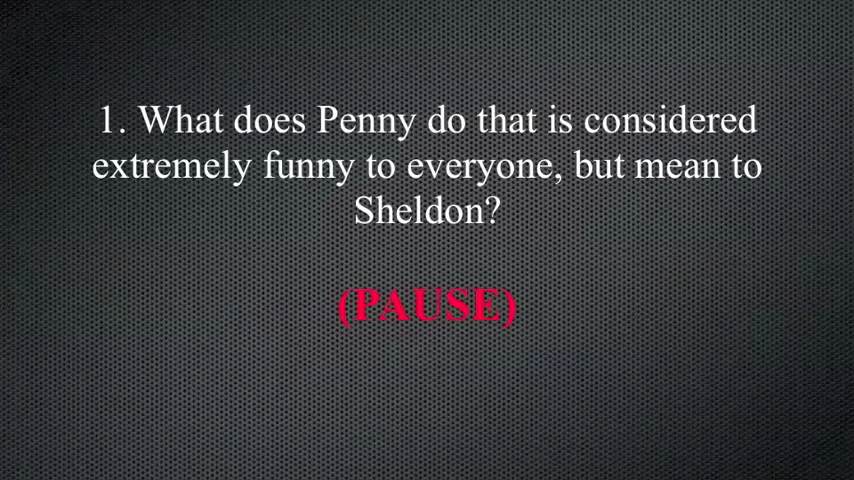 1. What does Penny do that is considered
extremely funny to everyone, but mean to
Sheldon?
(PAUSE)